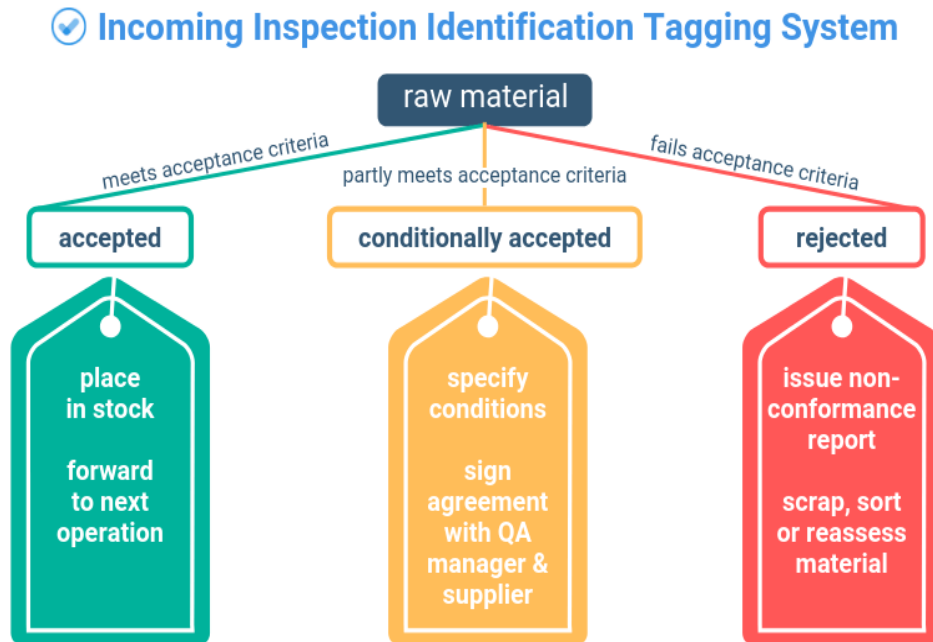 Incoming Inspection Identification Tagging System
raw material
meets acceptance criteria
partly meets acceptance criteria
fails acceptance criteria
accepted
conditionally accepted
rejected
place
in stock
forward
to next
operation
specify
conditions
sign
agreement
with QA
manager &
supplier
issue non-
conformance
report
scrap, sort
or reassess
material